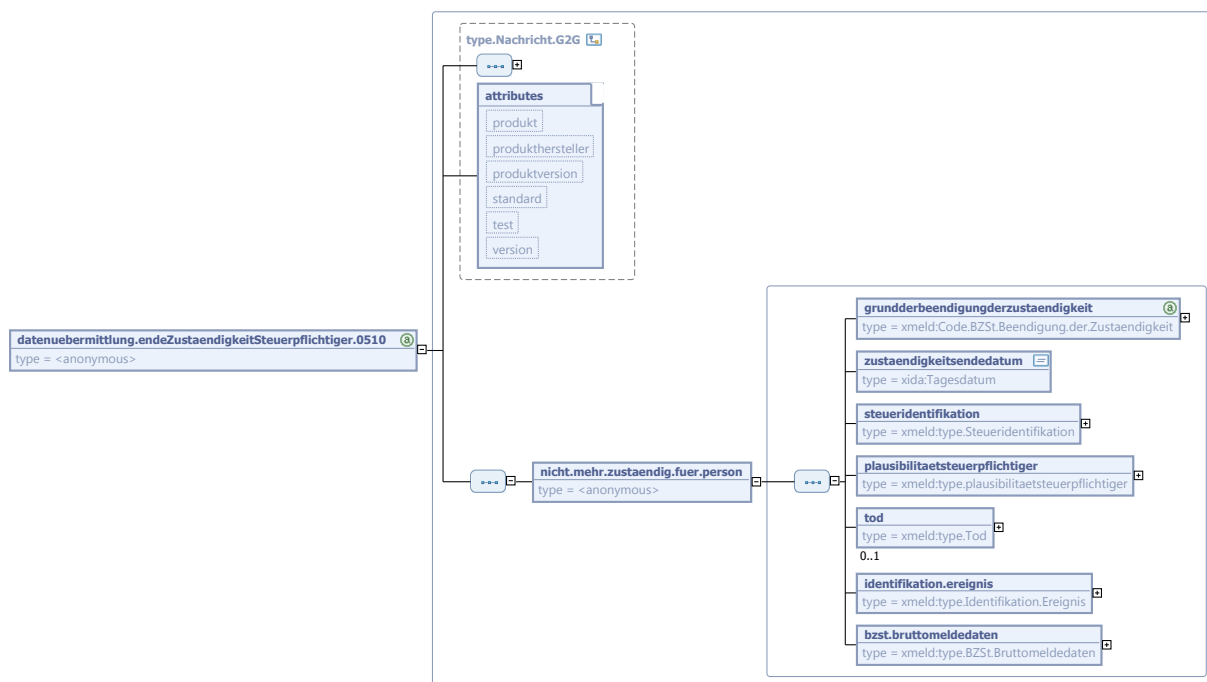 type.Nachricht.G2G
attributes
produkt
produkthersteller
produktversion
standard
test
version
datenuebermittlung.endeZustaendigkeitSteuerpflichtiger.0510
type = <anonymous>
nicht.mehr.zustaendig.fuer.person
type = <anonymous>
grundderbeendigungderzustaendigkeit
type = xmeld:Code.BZSt.Beendigung.der.Zustaendigkeit
zustaendigkeitsendedatum
type = xida:Tagesdatum
steueridentifikation
type = xmeld:type.Steueridentifikation
plausibilitaetsteuerpflichtiger
type = xmeld:type.plausibilitaetsteuerpflichtiger
tod
type = xmeld:type.Tod
0..1
identifikation.ereignis
type = xmeld:type.Identifikation.Ereignis
bzst.bruttomeldedaten
type = xmeld:type.BZSt.Bruttomeldedaten